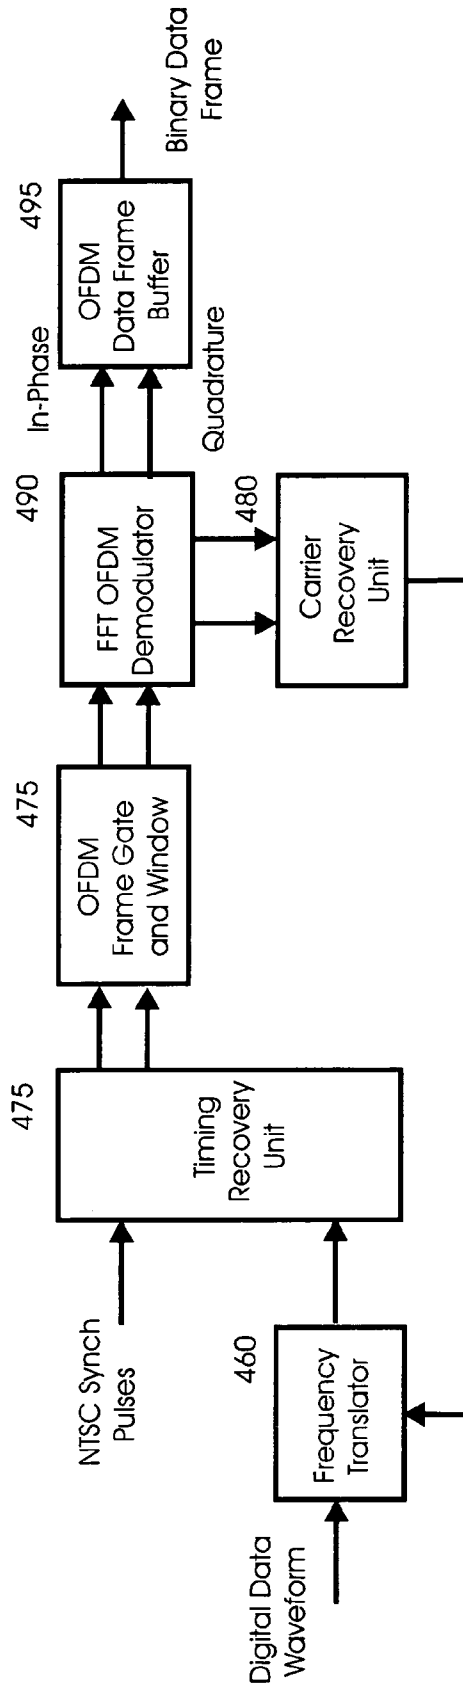 Digital Data
Waveform
460
Frequency
Translator
NTSC Synch
Pulses
475
Timing
Recovery
Unit
475
OFDM
Frame Gate
and Window
490
FFT OFDM
Demodulator
480
Carrier
Recovery
Unit
In-Phase
Quadrature
495
OFDM
Data Frame
Buffer
Binary Data
Frame